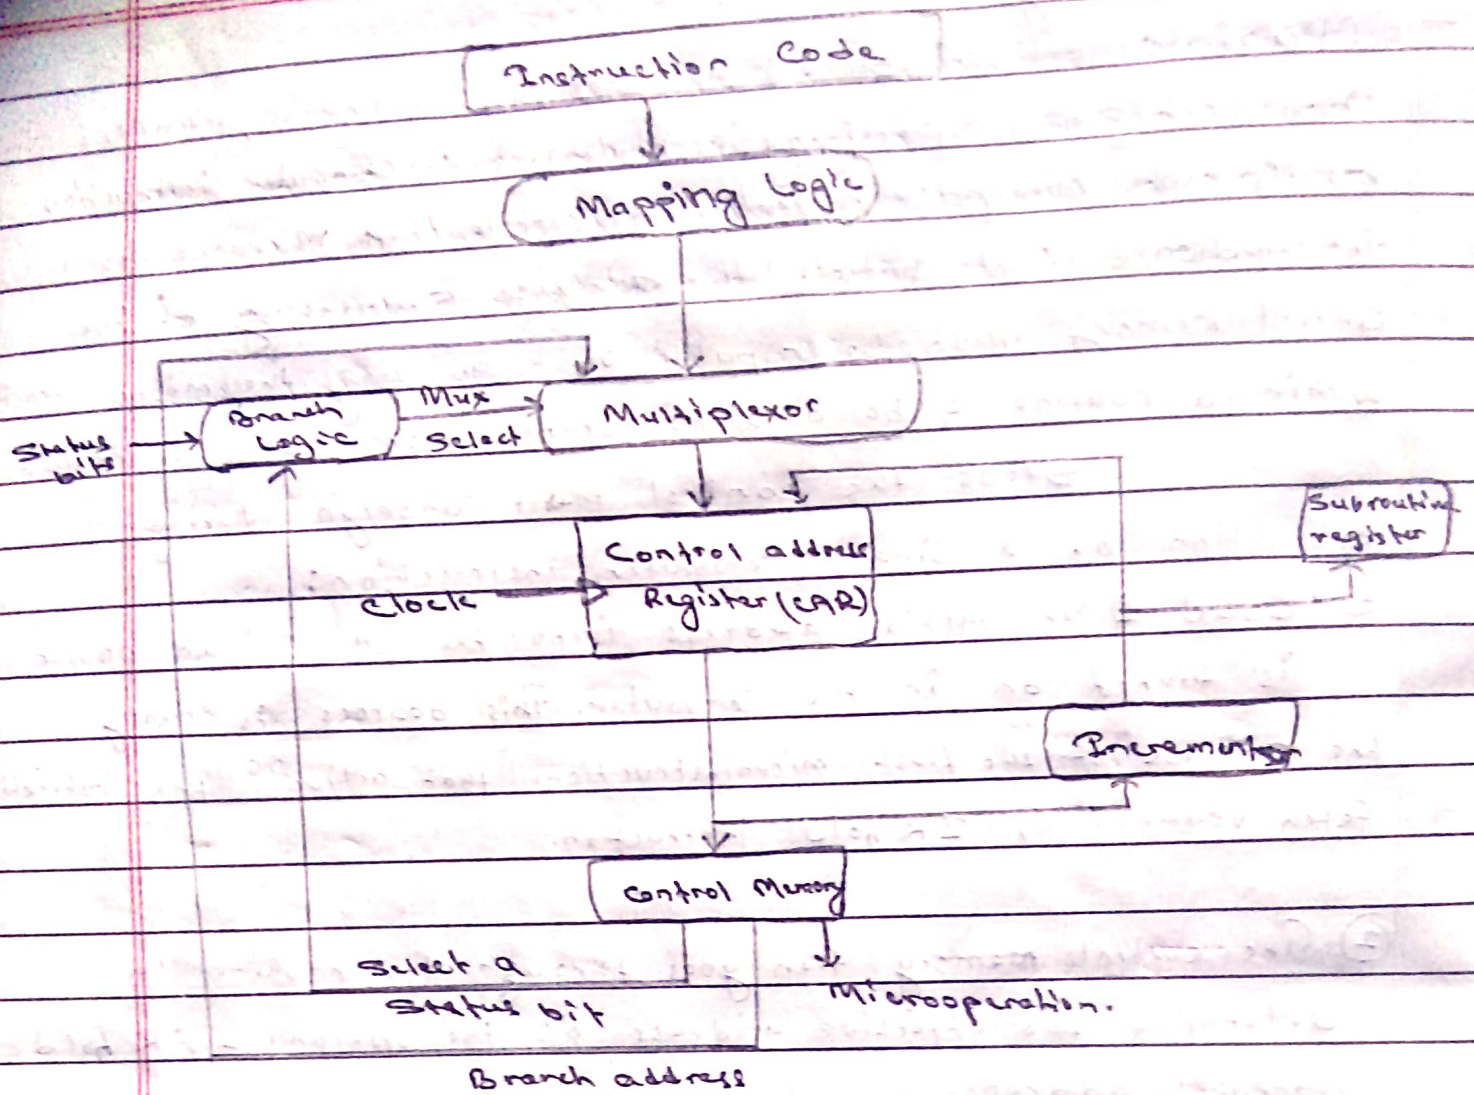 Instruction Code
Mapping Logic
Mux
Select
Branch
Logic
Multiplexor
Status
bits
Subroutine
register
Control address
Register (CAR)
Clock
Incrementor
Control Memory
Select a
Status bit
Microoperation.
Branch address